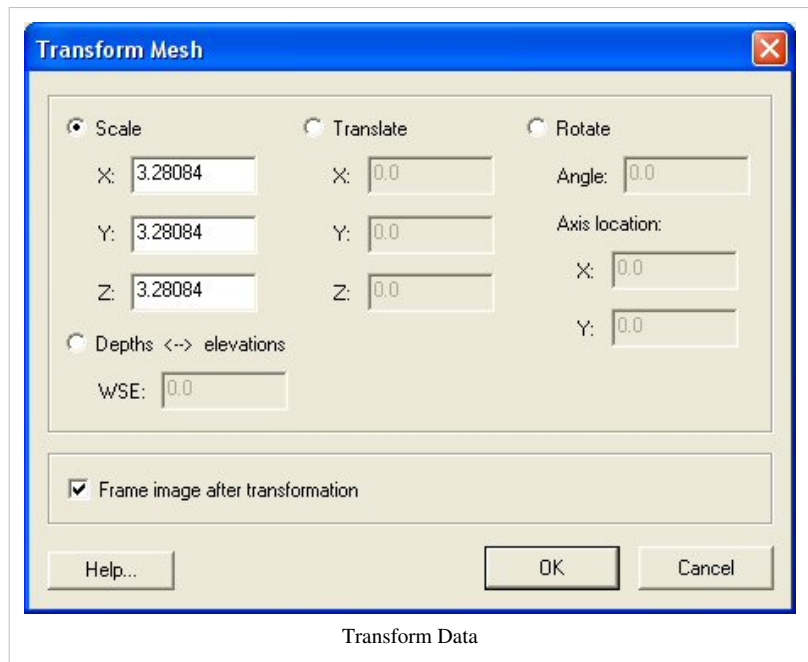 Transform Mesh
Scale
X: 3.28084
Y: 3.28084
Z: 3.28084
Depths <--> elevations
WSE: 0.0
Translate
X: 0.0
Y: 0.0
Z: 0.0
Rotate
Angle: 0.0
Axis location:
X: 0.0
Y: 0.0
Frame image after transformation
Help...
OK
Cancel
Transform Data